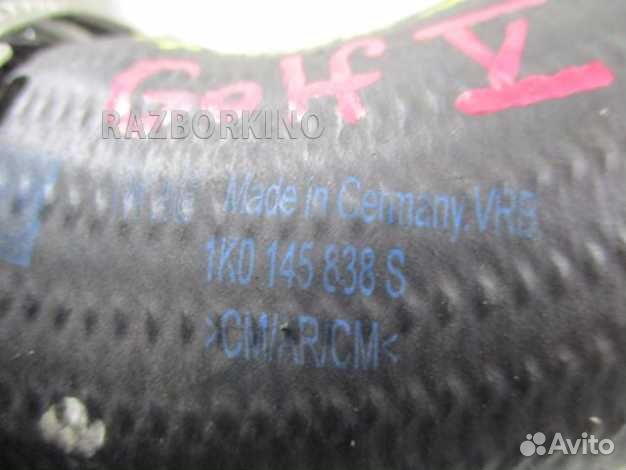 Golf V
RAZBORKINO
Made in Germany. VRB
1K0 145 838 S
>CM/AR/CM<
Avito